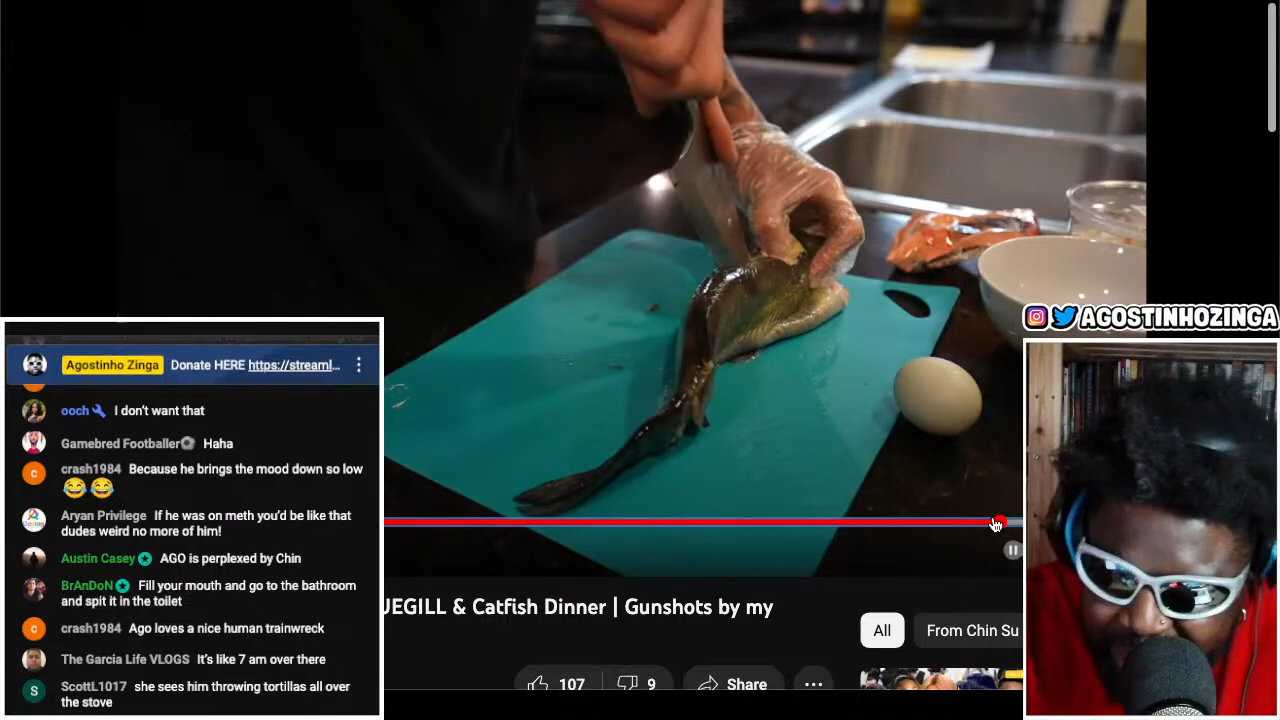 AGOSTINHOZINGA
Agostinho Zinga Donate HERE https://streaml...
ooch I don't want that
Gamebred Footballer Haha
crash1984 Because he brings the mood down so low
😂😂
Aryan Privilege If he was on meth you'd be like that
dudes weird no more of him!
Austin Casey AGO is perplexed by Chin
BrAnDoN Fill your mouth and go to the bathroom
and spit it in the toilet
crash1984 Ago loves a nice human trainwreck
The Garcia Life VLOGS It's like 7 am over there
ScottL1017 she sees him throwing tortillas all over
the stove
UEGILL & Catfish Dinner | Gunshots by my
All From Chin Su
107 9 Share ...